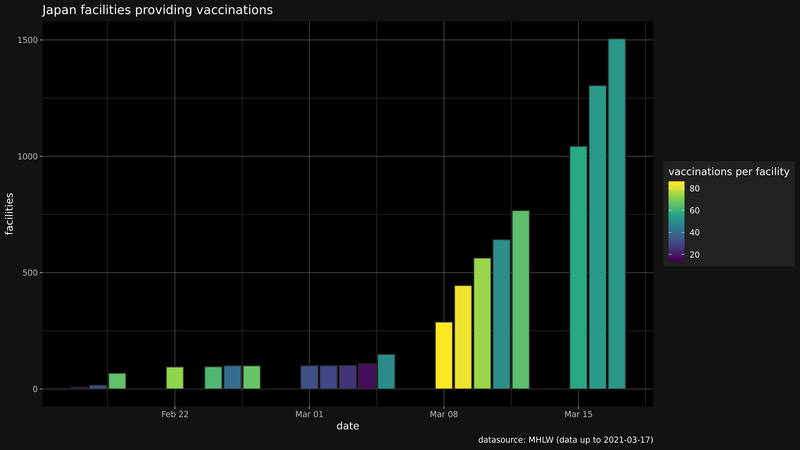 Japan facilities providing vaccinations
1500
1000
500
0
facilities
Feb 22
Mar 01
Mar 08
Mar 15
date
vaccinations per facility
80
60
40
20
datasource: MHLW (data up to 2021-03-17)